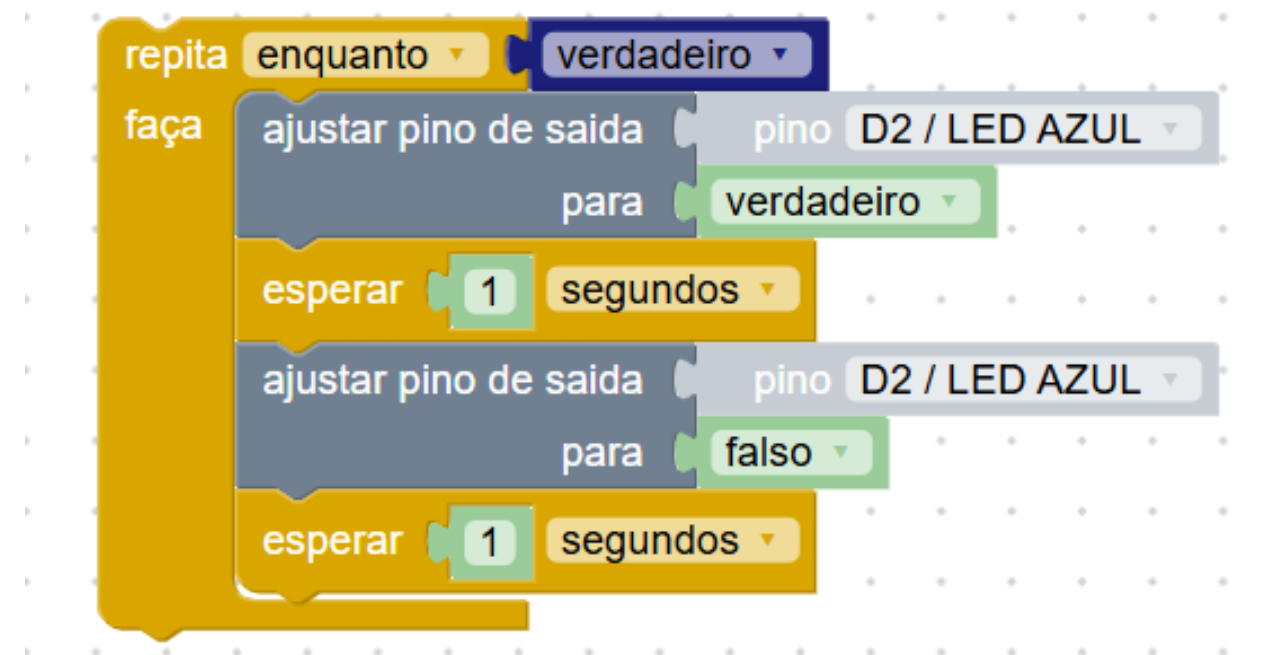 repita enquanto verdadeiro
faça ajustar pino de saida pino D2 / LED AZUL
para verdadeiro
esperar 1 segundos
ajustar pino de saida pino D2 / LED AZUL
para falso
esperar 1 segundos